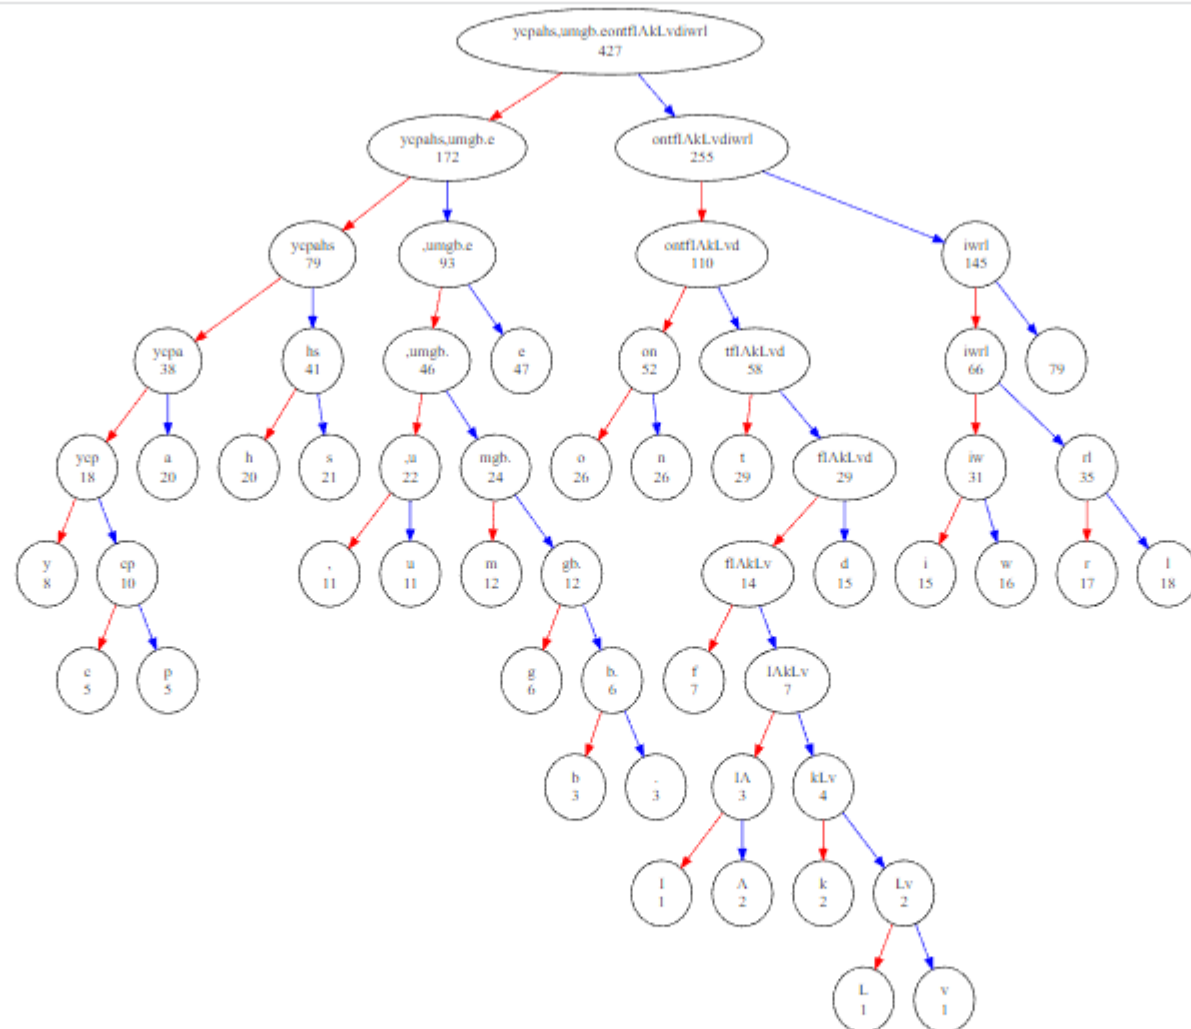 ycpahs,umgb.eontflAkLvdiwrl
427
ycpahs,umgb.e
172
ontflAkLvdiwrl
255
ycpahs
79
,umgb.e
93
ontflAkLvd
110
iwrl
145
ycpa
38
hs
41
,umgb.
46
e
47
on
52
tflAkLvd
58
iwrl
66
79
ycp
18
a
20
h
20
s
21
,u
22
mgb.
24
o
26
n
26
t
29
flAkLvd
29
iw
31
rl
35
y
8
cp
10
,
11
u
11
m
12
gb.
12
flAkLv
14
d
15
i
15
w
16
r
17
l
18
c
5
p
5
g
6
b.
6
f
7
IAkLv
7
b
3
.
3
IA
3
kLv
4
I
1
A
2
k
2
Lv
2
L
1
v
1